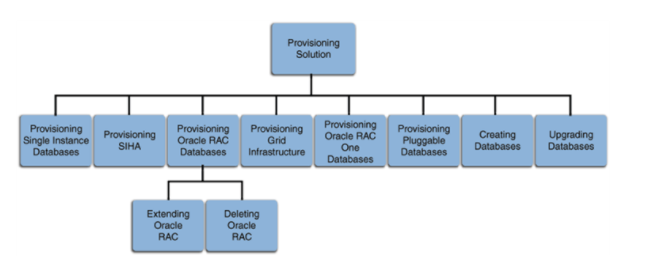 Provisioning
Solution
Provisioning
Single Instance
Databases
Provisioning
SIHA
Provisioning
Oracle RAC
Databases
Provisioning
Grid
Infrastructure
Provisioning
Oracle RAC
One
Databases
Provisioning
Pluggable
Databases
Creating
Databases
Upgrading
Databases
Extending
Oracle
RAC
Deleting
Oracle
RAC